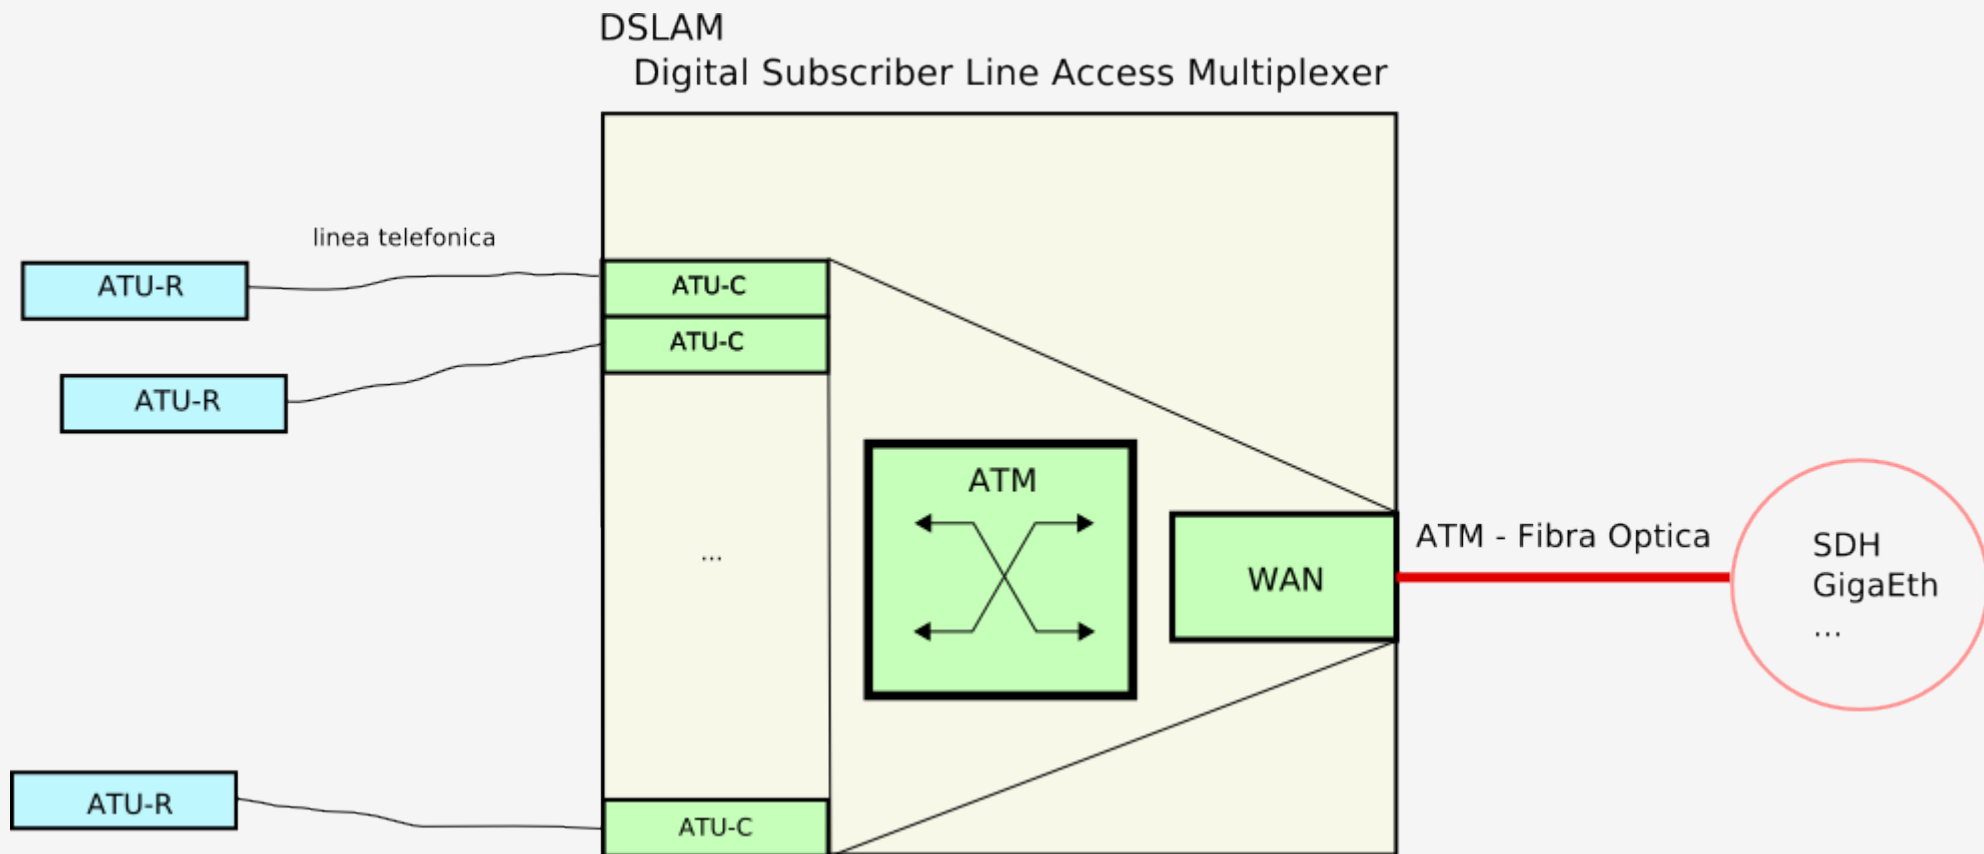 DSLAM
Digital Subscriber Line Access Multiplexer
linea telefonica
ATU-R
ATU-C
ATU-C
ATU-R
ATM
...
WAN
ATM - Fibra Optica
SDH
GigaEth
...
ATU-R
ATU-C